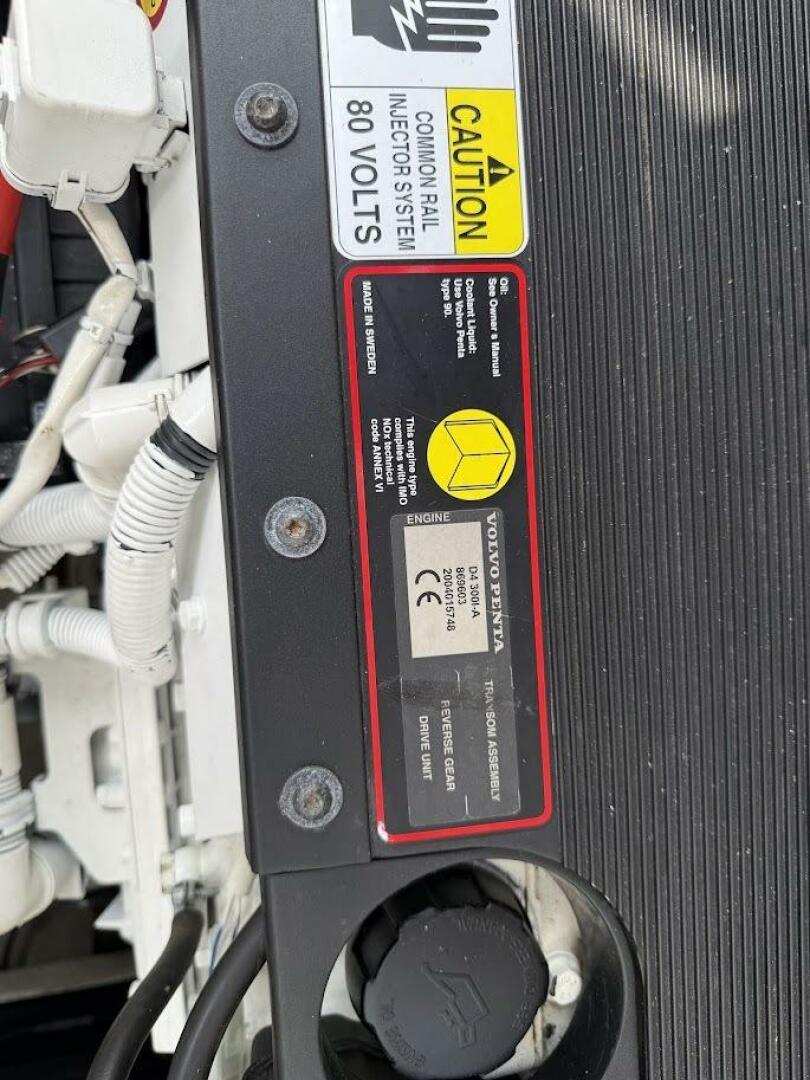 CAUTION
COMMON RAIL
INJECTOR SYSTEM
80 VOLTS
Oil:
See Owner s Manual
Coolant Liquid:
Use Volvo Penta
type 90.
MADE IN SWEDEN
This engine type
complies with IMO
NOx technical
code ANNEX VI
VOLVO PENTA
ENGINE
D4 300I-A
869603
2004015748
CE
TRANSOM ASSEMBLY
REVERSE GEAR
DRIVE UNIT